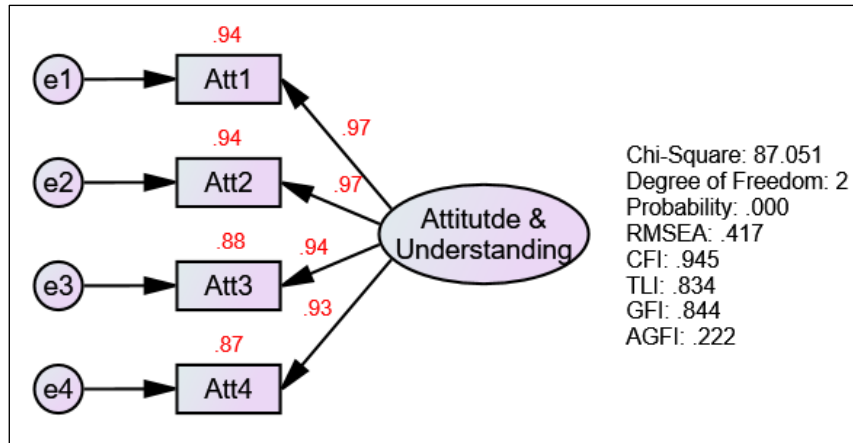 .94
e1
Att1
.97
.94
e2
Att2
.97
Attitutde &
Understanding
.88
e3
Att3
.94
.93
.87
e4
Att4
Chi-Square: 87.051
Degree of Freedom: 2
Probability: .000
RMSEA: .417
CFI: .945
TLI: .834
GFI: .844
AGFI: .222